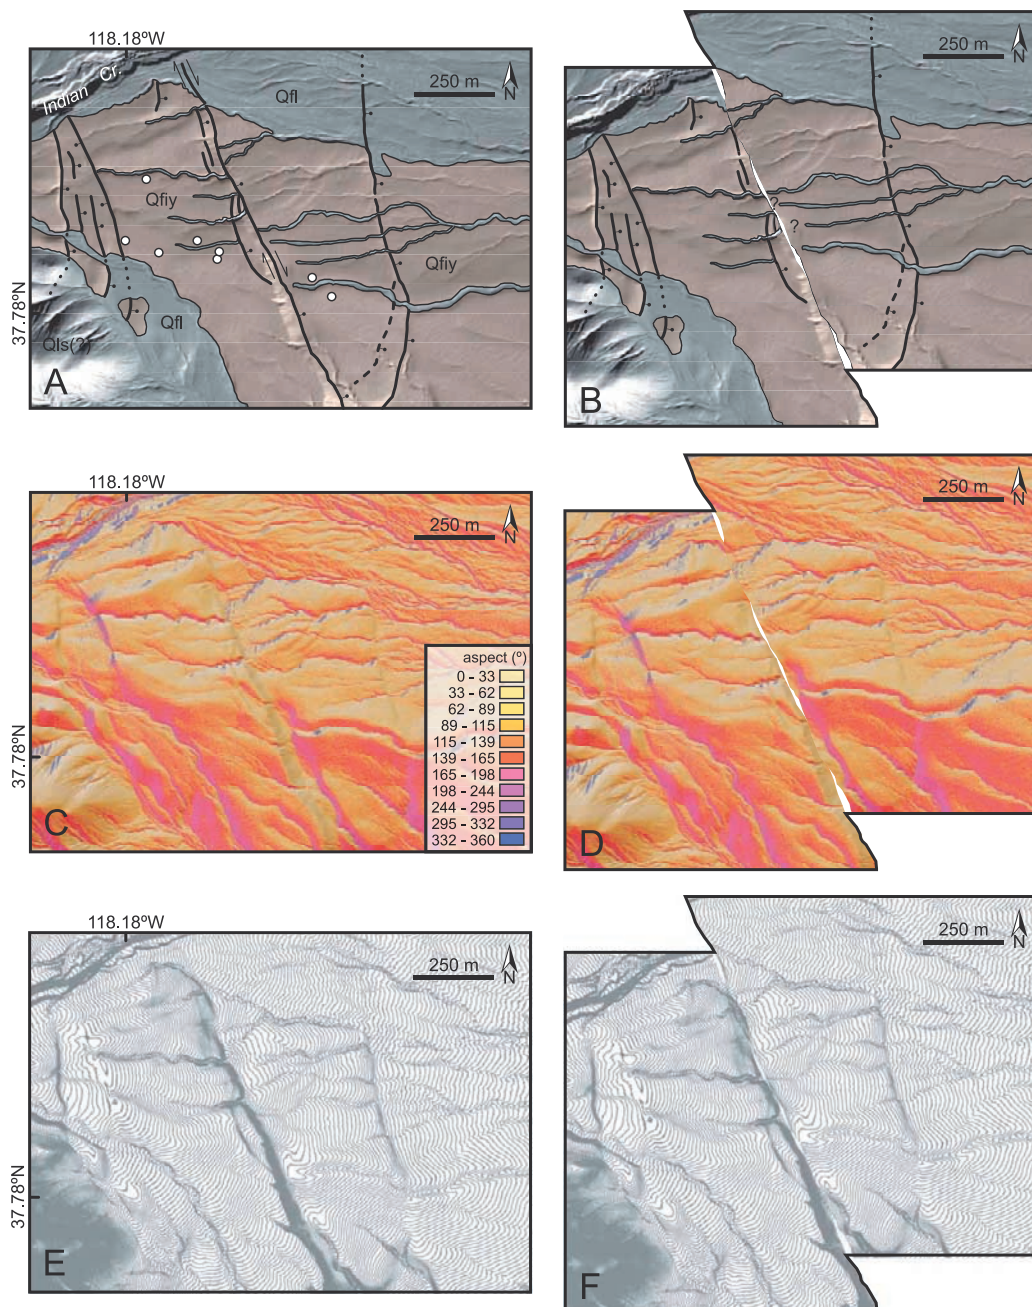 118.18ºW
250 m
N
Indian Cr.
Qfl
Qfiy
Qfiy
Qfl
Qls(?)
37.78ºN
A
250 m
N
?
?
B
118.18ºW
250 m
N
37.78ºN
C
aspect (º)
0 - 33
33 - 62
62 - 89
89 - 115
115 - 139
139 - 165
165 - 198
198 - 244
244 - 295
295 - 332
332 - 360
250 m
N
D
118.18ºW
250 m
N
37.78ºN
E
250 m
N
F